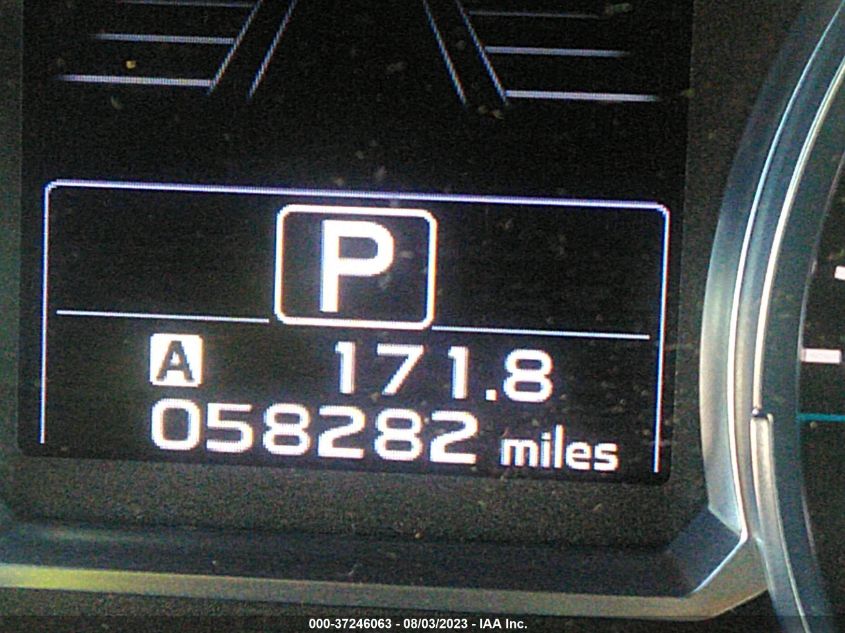 P
A 171.8
058282 miles
000-37246063 - 08/03/2023 - IAA Inc.